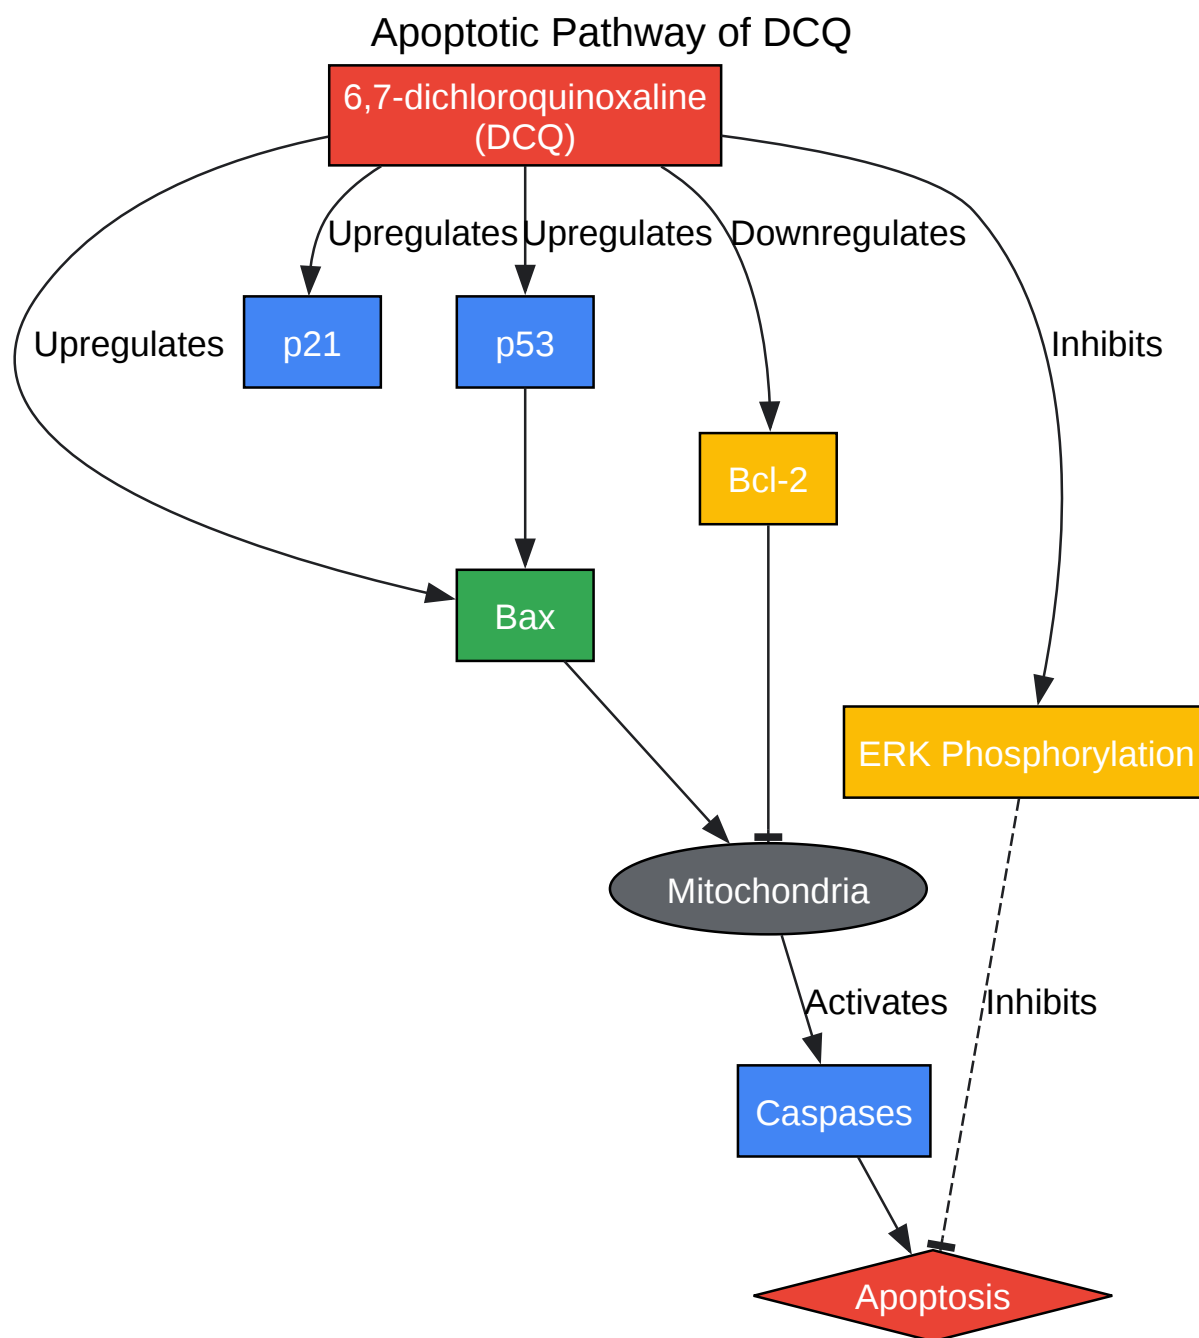 Apoptotic Pathway of DCQ
6,7-dichloroquinoxaline
(DCQ)
Upregulates
Upregulates
Downregulates
Upregulates
p21
p53
Inhibits
Bcl-2
Bax
ERK Phosphorylation
Mitochondria
Activates
Inhibits
Caspases
Apoptosis